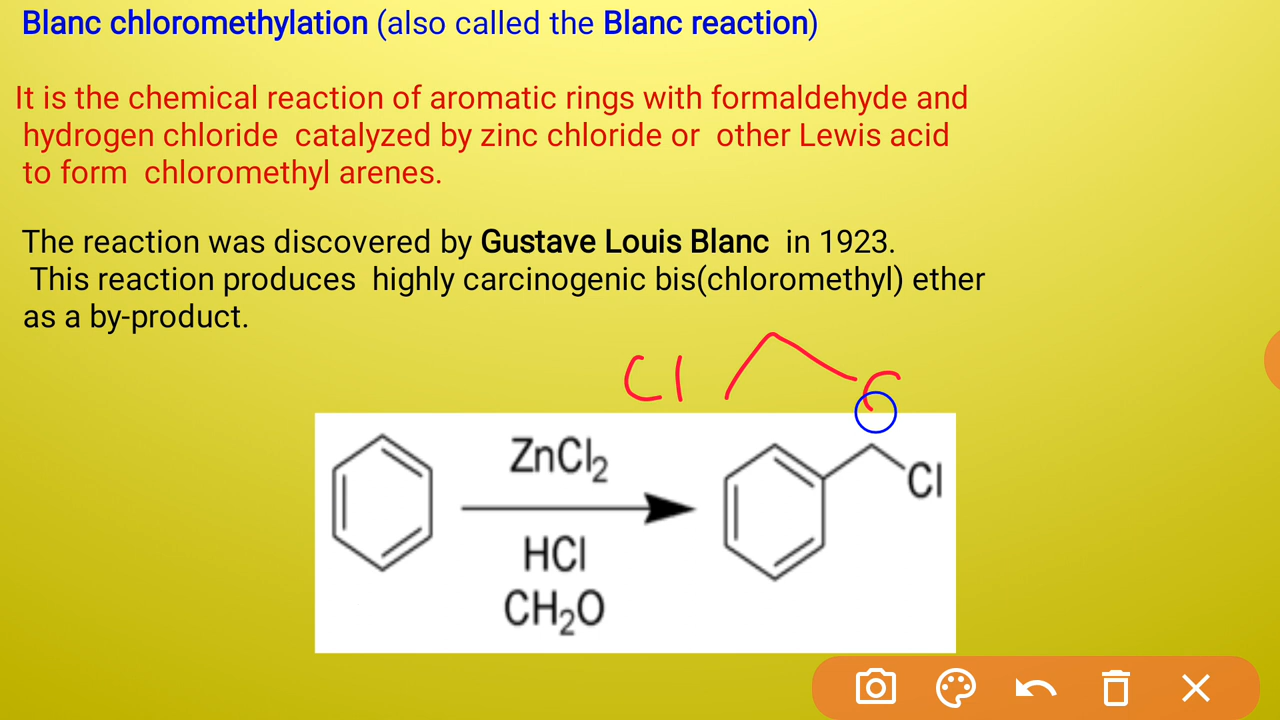 Blanc chloromethylation (also called the Blanc reaction)
It is the chemical reaction of aromatic rings with formaldehyde and
hydrogen chloride catalyzed by zinc chloride or other Lewis acid
to form chloromethyl arenes.
The reaction was discovered by Gustave Louis Blanc in 1923.
This reaction produces highly carcinogenic bis(chloromethyl) ether
as a by-product.
Cl
ZnCl₂
Cl
HCl
CH₂O